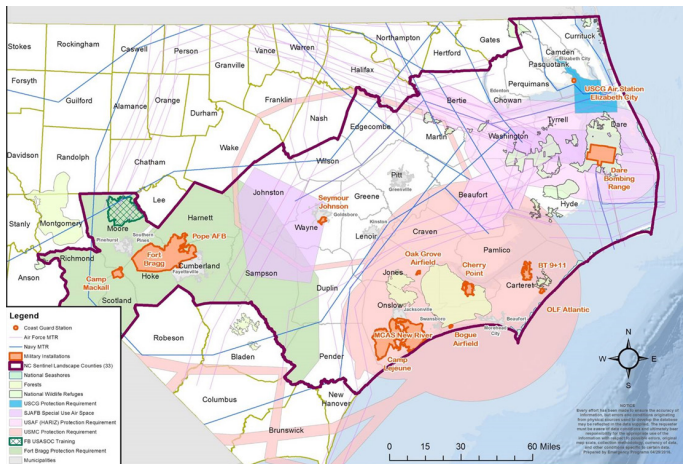 Stokes
Rockingham
Caswell
Person
Vance
Warren
Northampton
Gates
Currituck
Camden
Elizabeth City
Pasquotank
Hertford
Halifax
Granville
Forsyth
Guilford
Alamance
Orange
Durham
Franklin
Nash
Edgecombe
Bertie
Perquimans
Edenton
Chowan
USCG Air Station
Elizabeth City
Tyrrell
Dare
Washington
Martin
Davidson
Randolph
Chatham
Wake
Wilson
Pitt
Greenville
Greene
Beaufort
Dare
Bombing
Range
Hyde
Johnston
Seymour
Johnson
Goldsboro
Wayne
Kinston
Lenoir
Craven
Pamlico
Stanly
Montgomery
Moore
Lee
Harnett
Pinehurst
Southern
Pines
Pope AFB
Fort
Bragg
Cumberland
Fayetteville
Hoke
Richmond
Anson
Camp
Mackall
Scotland
Sampson
Duplin
Jones
Oak Grove
Airfield
Cherry
Point
BT 9+11
Carteret
OLF Atlantic
Onslow
Jacksonville
Swansboro
Morehead
City
Beaufort
Bogue
Airfield
MCAS New River
Camp
Lejeune
Robeson
Bladen
Pender
Columbus
New
Hanover
Brunswick
Legend
Coast Guard Station
Air Force MTR
Navy MTR
Military Installations
NC Sentinel Landscape Counties (33)
National Seashores
Forests
National Wildlife Refuges
USCG Protection Requirement
SJAFB Special Use Air Space
USAF (HARIZ) Protection Requirement
USMC Protection Requirement
FB USASOC Training
Fort Bragg Protection Requirement
Municipalities
N
W
E
S
0 15 30 60 Miles
NOTICE